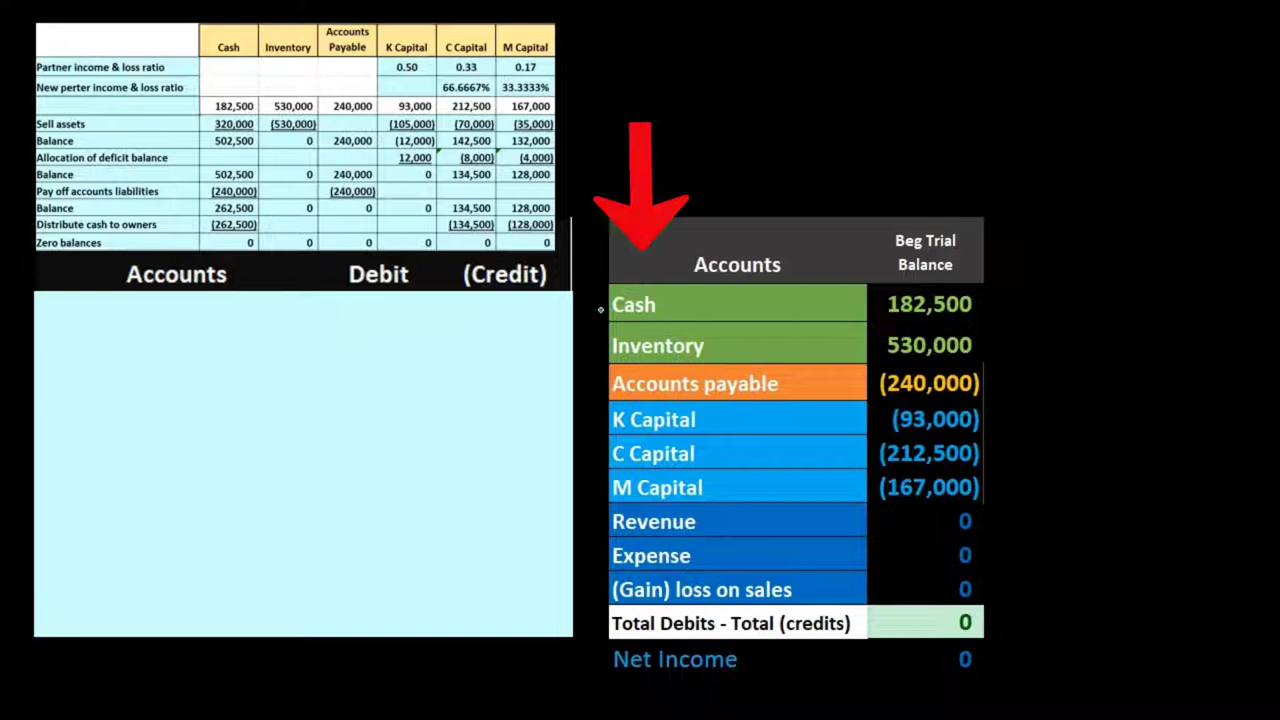 Cash Inventory Accounts Payable K Capital C Capital M Capital
Partner income & loss ratio 0.50 0.33 0.17
New perter income & loss ratio 66.6667% 33.3333%
182,500 530,000 240,000 93,000 212,500 167,000
Sell assets 320,000 (530,000) (105,000) (70,000) (35,000)
Balance 502,500 0 240,000 (12,000) 142,500 132,000
Allocation of deficit balance 12,000 (8,000) (4,000)
Balance 502,500 0 240,000 0 134,500 128,000
Pay off accounts liabilities (240,000) (240,000)
Balance 262,500 0 0 0 134,500 128,000
Distribute cash to owners (262,500) (134,500) (128,000)
Zero balances 0 0 0 0 0 0
Accounts Debit (Credit)
Accounts Beg Trial Balance
Cash 182,500
Inventory 530,000
Accounts payable (240,000)
K Capital (93,000)
C Capital (212,500)
M Capital (167,000)
Revenue 0
Expense 0
(Gain) loss on sales 0
Total Debits - Total (credits) 0
Net Income 0